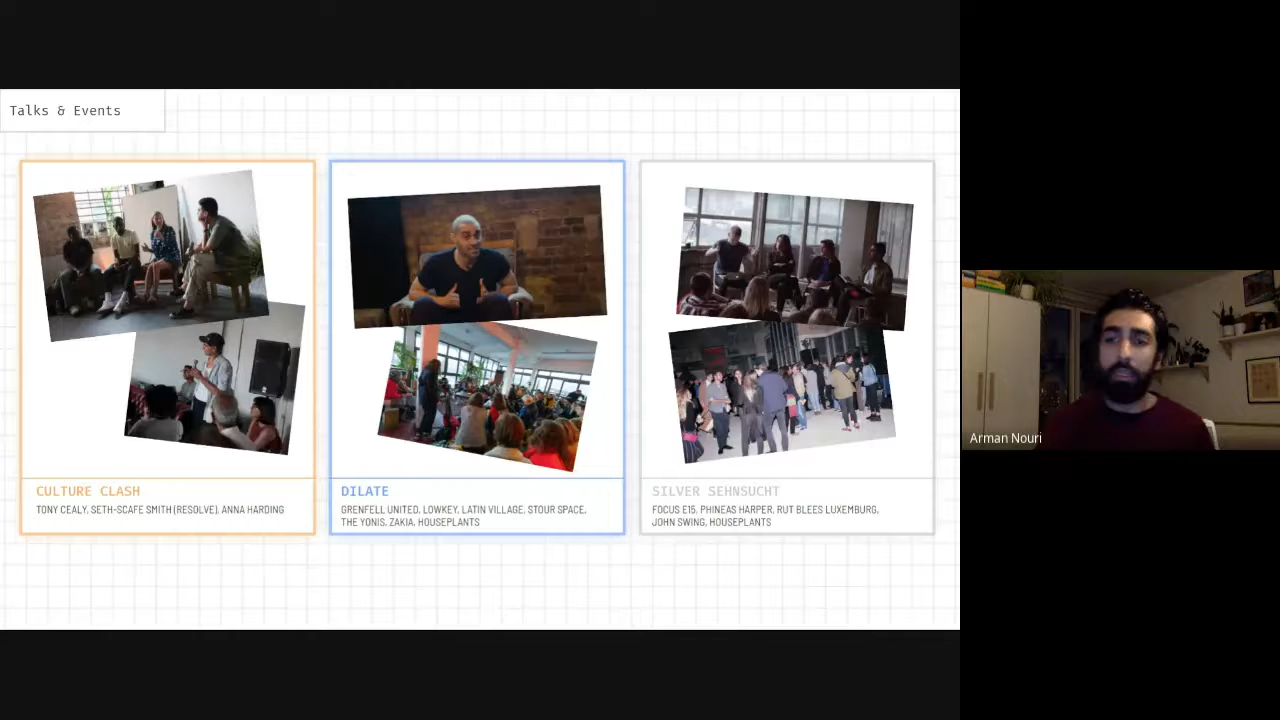 Talks & Events
CULTURE CLASH
TONY CEALY, SETH-SCAFE SMITH (RESOLVE), ANNA HARDING
DILATE
GRENFELL UNITED, LOWKEY, LATIN VILLAGE, STOUR SPACE,
THE YONIS, ZAKIA, HOUSEPLANTS
SILVER SEHNSUCHT
FOCUS E15, PHINEAS HARPER, RUT BLEES LUXEMBURG,
JOHN SWING, HOUSEPLANTS
Arman Nouri